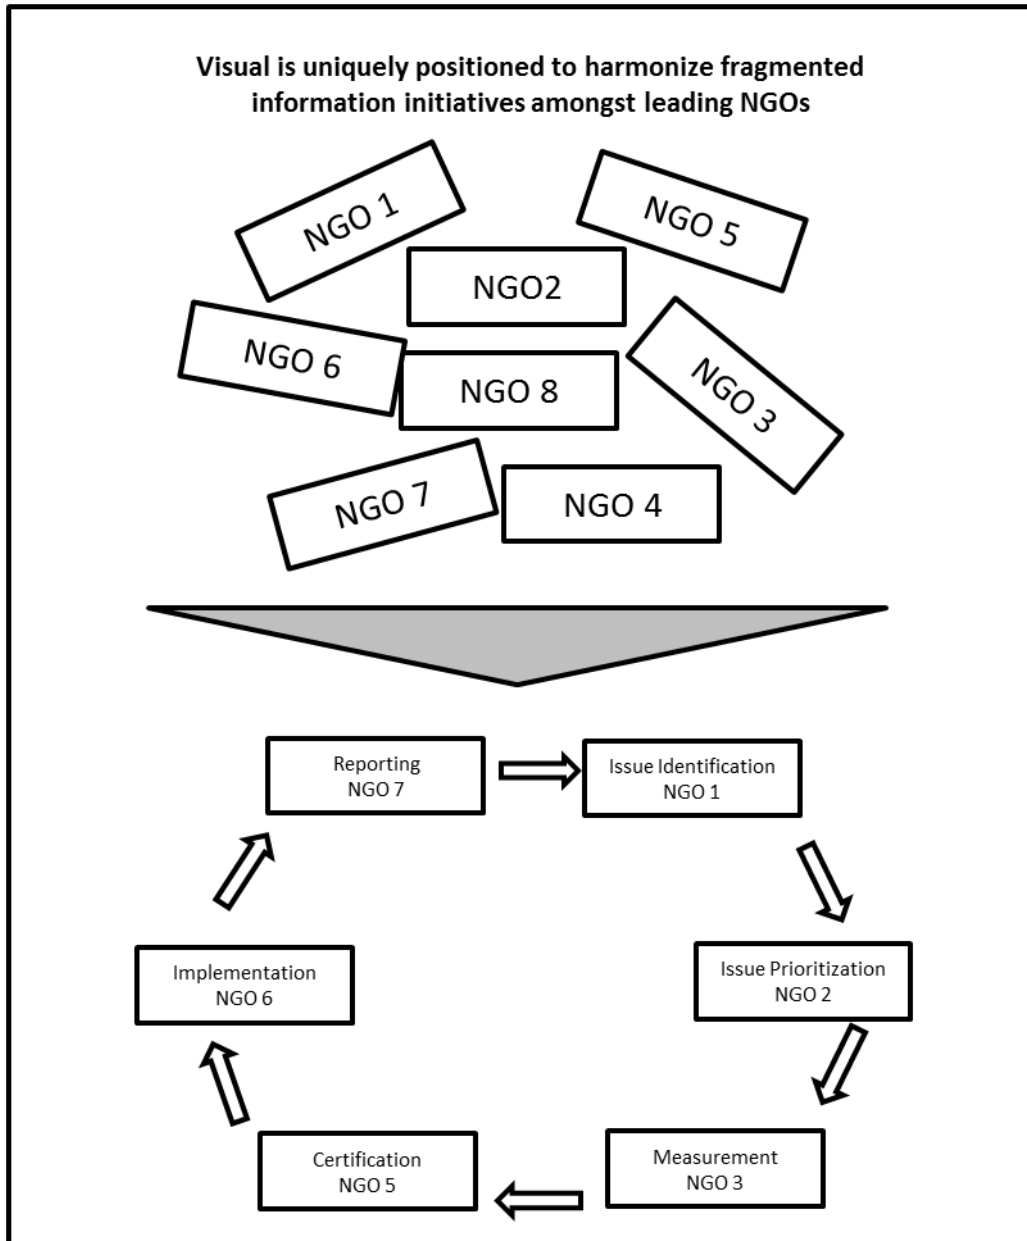 Visual is uniquely positioned to harmonize fragmented
information initiatives amongst leading NGOs
NGO 1
NGO 5
NGO2
NGO 6
NGO 8
NGO 3
NGO 7
NGO 4
Reporting
NGO 7
Issue Identification
NGO 1
Implementation
NGO 6
Issue Prioritization
NGO 2
Certification
NGO 5
Measurement
NGO 3